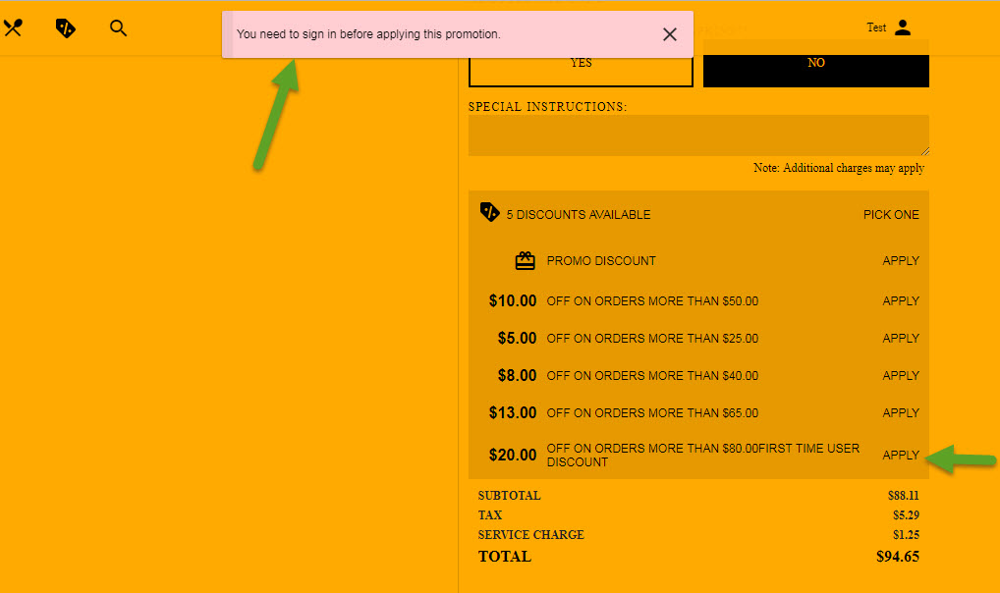 You need to sign in before applying this promotion.
Test
YES
NO
SPECIAL INSTRUCTIONS:
Note: Additional charges may apply
5 DISCOUNTS AVAILABLE PICK ONE
PROMO DISCOUNT APPLY
$10.00 OFF ON ORDERS MORE THAN $50.00 APPLY
$5.00 OFF ON ORDERS MORE THAN $25.00 APPLY
$8.00 OFF ON ORDERS MORE THAN $40.00 APPLY
$13.00 OFF ON ORDERS MORE THAN $65.00 APPLY
$20.00 OFF ON ORDERS MORE THAN $80.00FIRST TIME USER
DISCOUNT APPLY
SUBTOTAL $88.11
TAX $5.29
SERVICE CHARGE $1.25
TOTAL $94.65